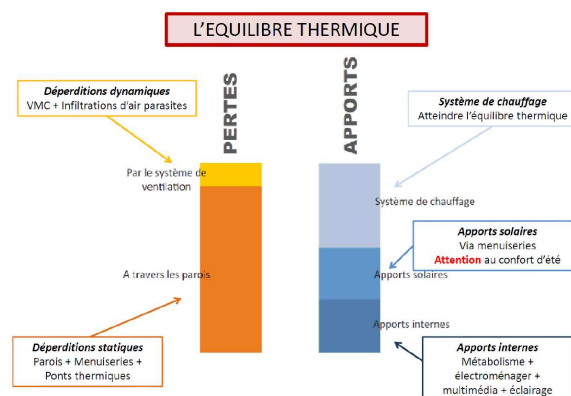 L'EQUILIBRE THERMIQUE
Déperditions dynamiques
VMC + Infiltrations d'air parasites
PERTES
APPORTS
Système de chauffage
Atteindre l'équilibre thermique
Par le système de
ventilation
Système de chauffage
Apports solaires
Via menuiseries
Attention au confort d'été
A travers les parois
Apports solaires
Apports internes
Déperditions statiques
Parois + Menuiseries +
Ponts thermiques
Apports internes
Métabolisme +
électroménager +
multimédia + éclairage